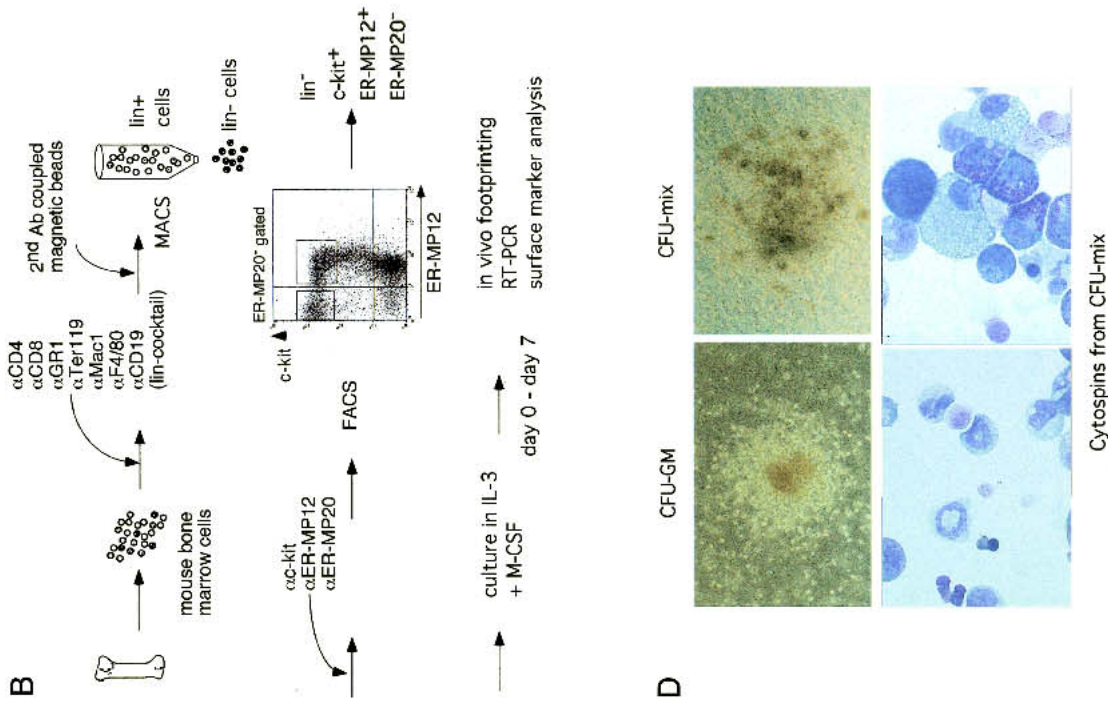 B
mouse bone
marrow cells
αCD4
αCD8
αGR1
αTer119
αMac1
αF4/80
αCD19
(lin-cocktail)
2nd Ab coupled
magnetic beads
MACS
lin+
cells
lin- cells
αc-kit
αER-MP12
αER-MP20
FACS
c-kit
ER-MP20- gated
ER-MP12
lin-
c-kit+
ER-MP12+
ER-MP20-
culture in IL-3
+ M-CSF
day 0 - day 7
in vivo footprinting
RT-PCR
surface marker analysis
D
CFU-GM
CFU-mix
Cytospins from CFU-mix